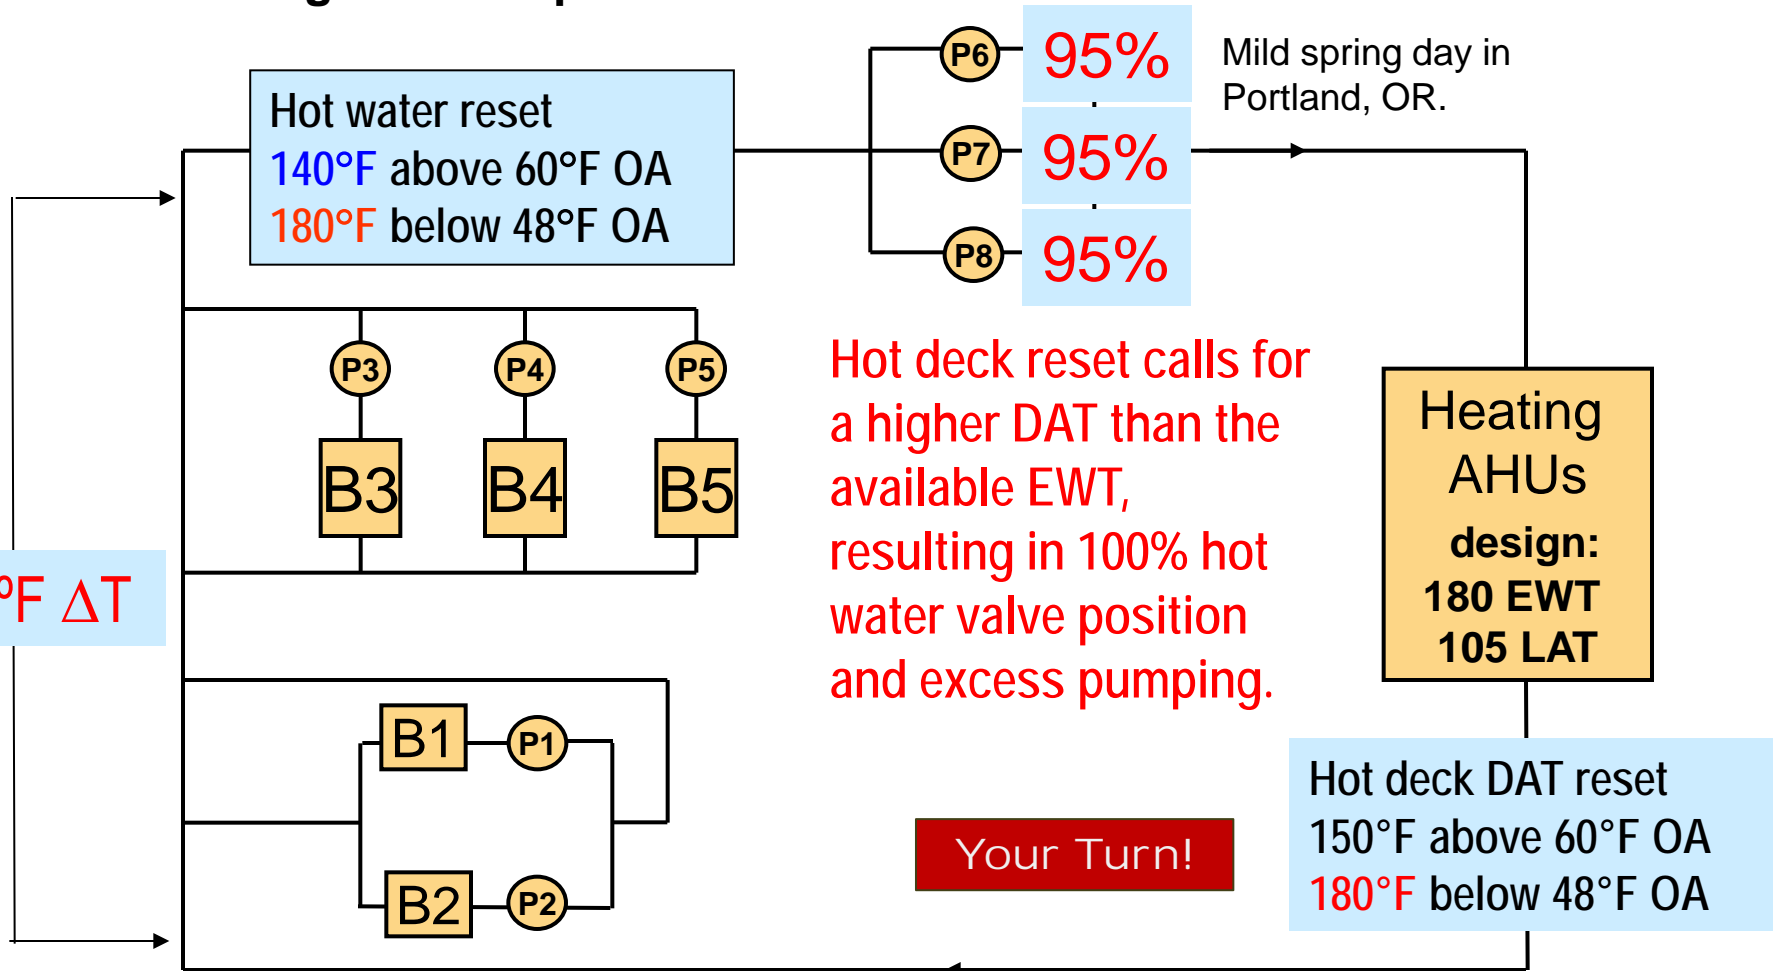 P6
95%
Mild spring day in
Portland, OR.
Hot water reset
140°F above 60°F OA
180°F below 48°F OA
P7
95%
P8
95%
P3
P4
P5
B3
B4
B5
Hot deck reset calls for
a higher DAT than the
available EWT,
resulting in 100% hot
water valve position
and excess pumping.
Heating
AHUs
design:
180 EWT
105 LAT
°F ΔT
B1
P1
B2
P2
Your Turn!
Hot deck DAT reset
150°F above 60°F OA
180°F below 48°F OA